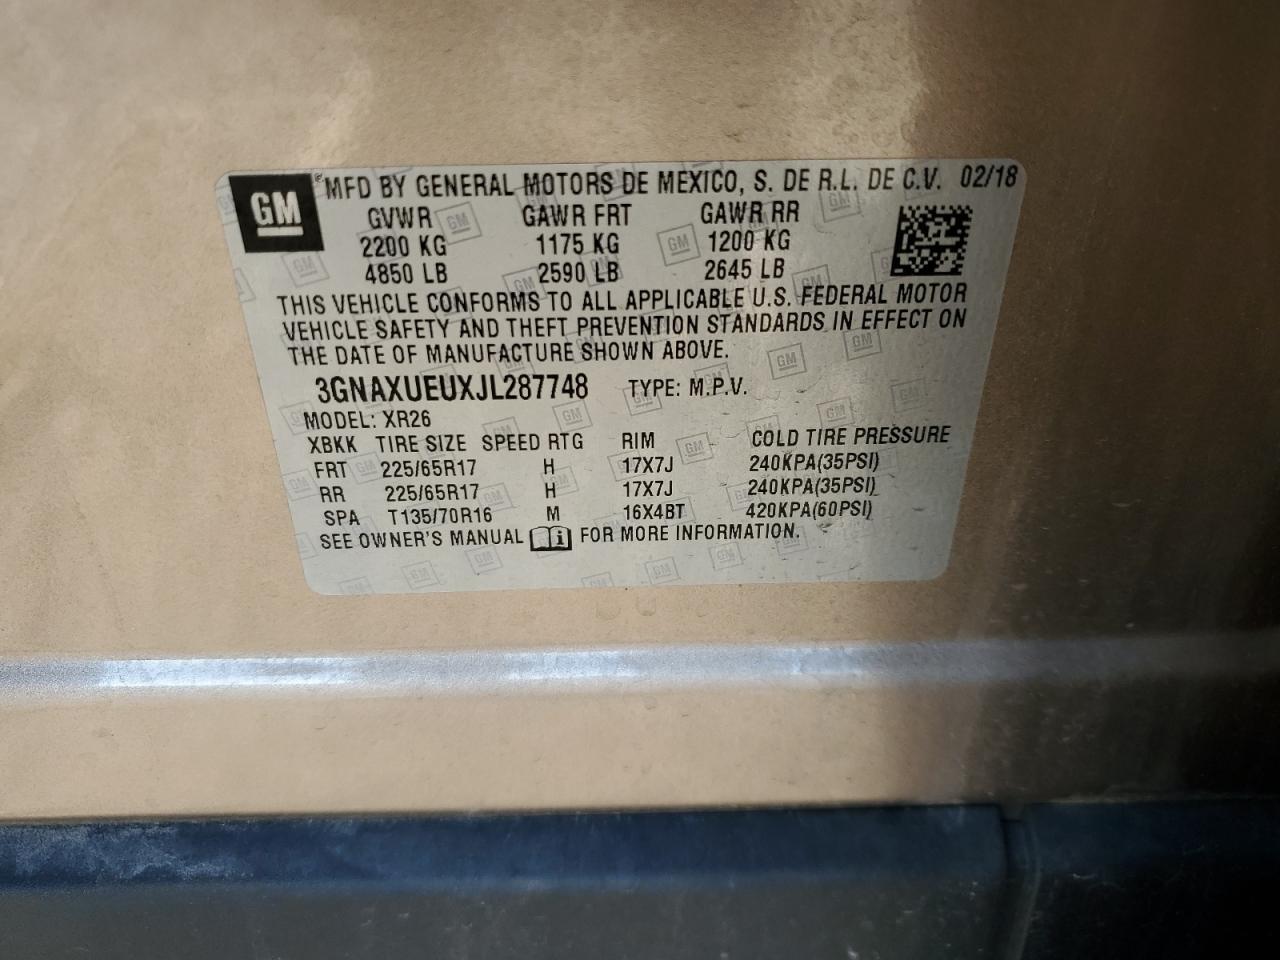 GM ® MFD BY GENERAL MOTORS DE MEXICO, S. DE R.L. DE C.V. 02/18
GVWR GAWR FRT GAWR RR
2200 KG 1175 KG 1200 KG
4850 LB 2590 LB 2645 LB
THIS VEHICLE CONFORMS TO ALL APPLICABLE U.S. FEDERAL MOTOR
VEHICLE SAFETY AND THEFT PREVENTION STANDARDS IN EFFECT ON
THE DATE OF MANUFACTURE SHOWN ABOVE.
3GNAXUEUXJL287748 TYPE: M.P.V.
MODEL: XR26
XBKK TIRE SIZE SPEED RTG RIM COLD TIRE PRESSURE
FRT 225/65R17 H 17X7J 240KPA(35PSI)
RR 225/65R17 H 17X7J 240KPA(35PSI)
SPA T135/70R16 M 16X4BT 420KPA(60PSI)
SEE OWNER'S MANUAL i FOR MORE INFORMATION.